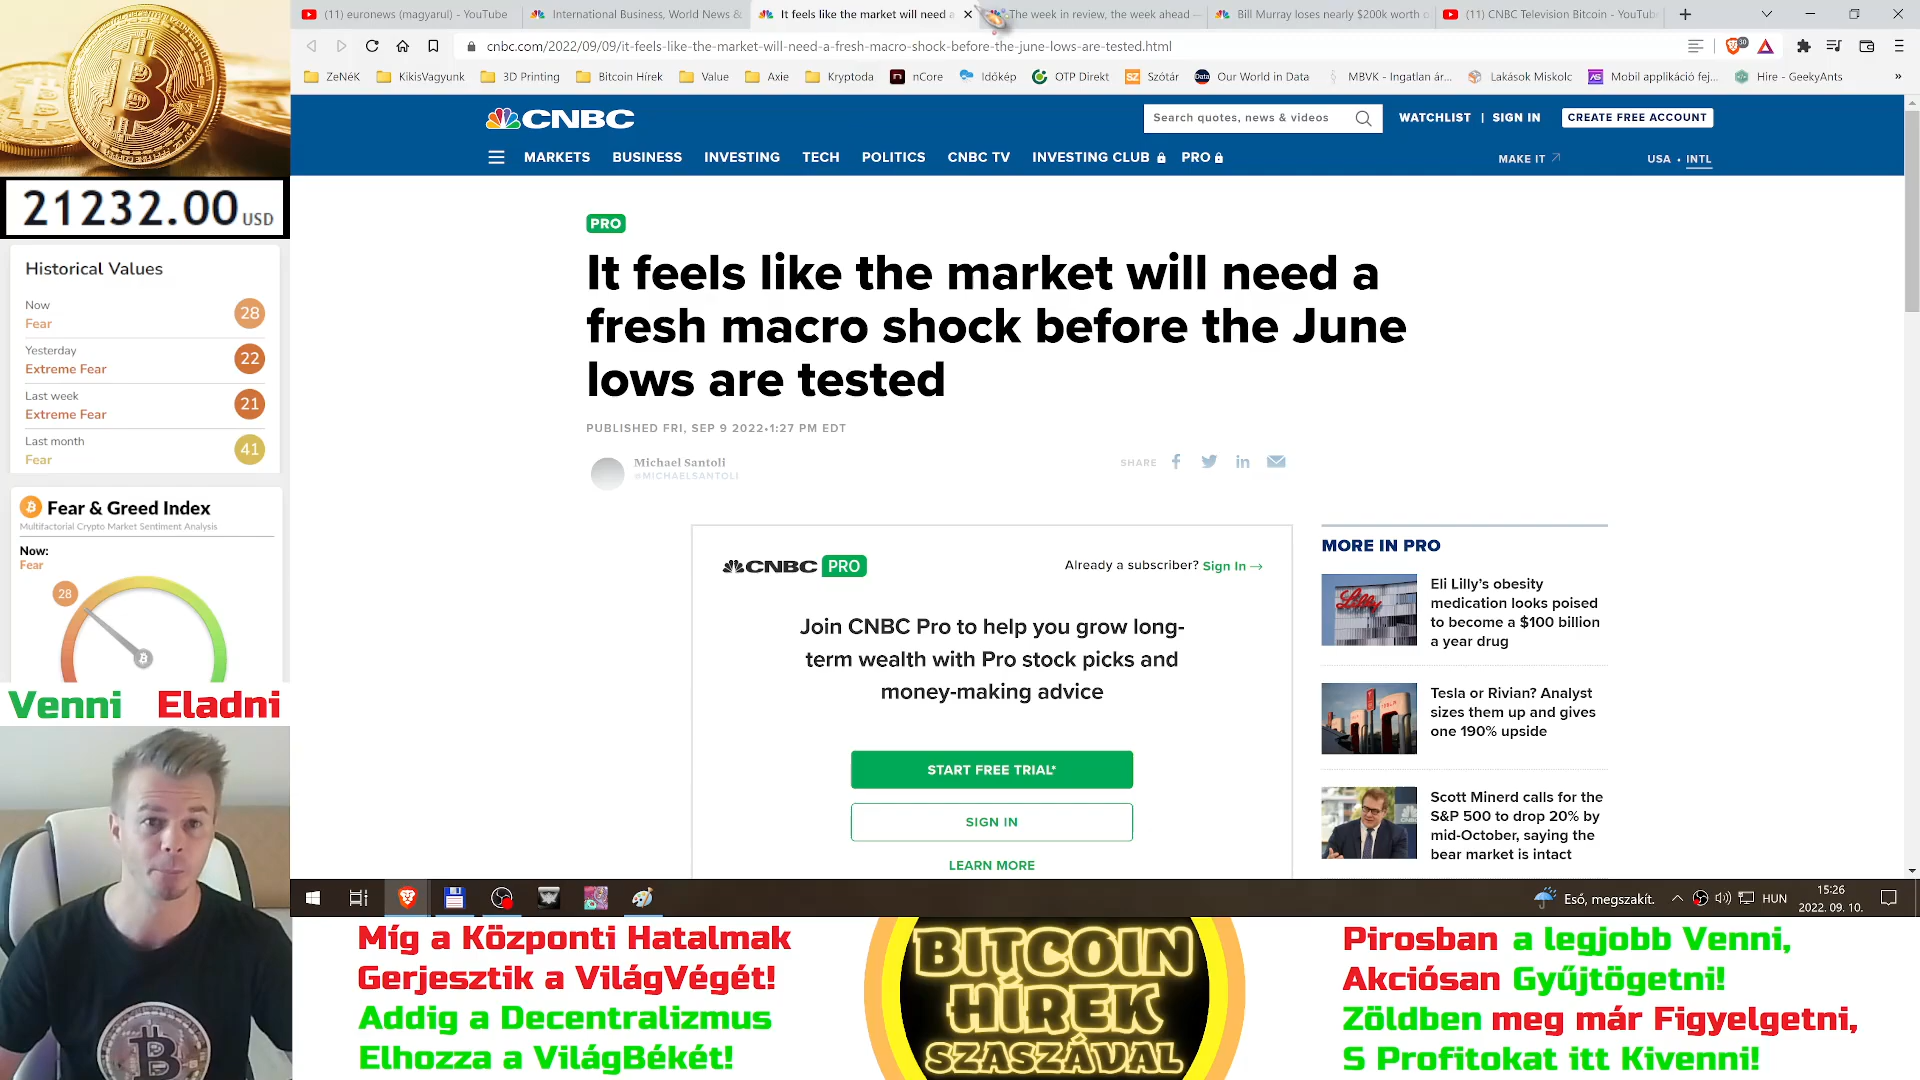 (11) euronews (magyarul) - YouTube
International Business, World News &
It feels like the market will need a
The week in review, the week ahead —
Bill Murray loses nearly $200k worth o
(11) CNBC Television Bitcoin - YouTub
cnbc.com/2022/09/09/it-feels-like-the-market-will-need-a-fresh-macro-shock-before-the-june-lows-are-tested.html
30
ZeNéK
KikisVagyunk
3D Printing
Bitcoin Hírek
Value
Axie
Kryptoda
nCore
Időkép
OTP Direkt
SZ Szótár
Our World in Data
MBVK - Ingatlan ár...
Lakások Miskolc
Mobil applikáció fej...
Hire - GeekyAnts
CNBC
Search quotes, news & videos
WATCHLIST | SIGN IN
CREATE FREE ACCOUNT
MARKETS BUSINESS INVESTING TECH POLITICS CNBC TV INVESTING CLUB PRO
MAKE IT
USA • INTL
PRO
It feels like the market will need a
fresh macro shock before the June
lows are tested
PUBLISHED FRI, SEP 9 2022•1:27 PM EDT
Michael Santoli
@MICHAELSANTOLI
SHARE
CNBC PRO
Already a subscriber? Sign In →
Join CNBC Pro to help you grow long-
term wealth with Pro stock picks and
money-making advice
START FREE TRIAL*
SIGN IN
LEARN MORE
MORE IN PRO
Lilly
Eli Lilly's obesity
medication looks poised
to become a $100 billion
a year drug
Tesla or Rivian? Analyst
sizes them up and gives
one 190% upside
Scott Minerd calls for the
S&P 500 to drop 20% by
mid-October, saying the
bear market is intact
21232.00 USD
Historical Values
Now
Fear
28
Yesterday
Extreme Fear
22
Last week
Extreme Fear
21
Last month
Fear
41
Fear & Greed Index
Multifactorial Crypto Market Sentiment Analysis
Now:
Fear
28
Venni Eladni
Eső, megszakít.
HUN
15:26
2022. 09. 10.
Míg a Központi Hatalmak
Gerjesztik a VilágVégét!
Addig a Decentralizmus
Elhozza a VilágBékét!
BITCOIN
HÍREK
SZASZÁVAL
Pirosban a legjobb Venni,
Akciósan Gyűjtögetni!
Zöldben meg már Figyelgetni,
S Profitokat itt Kivenni!